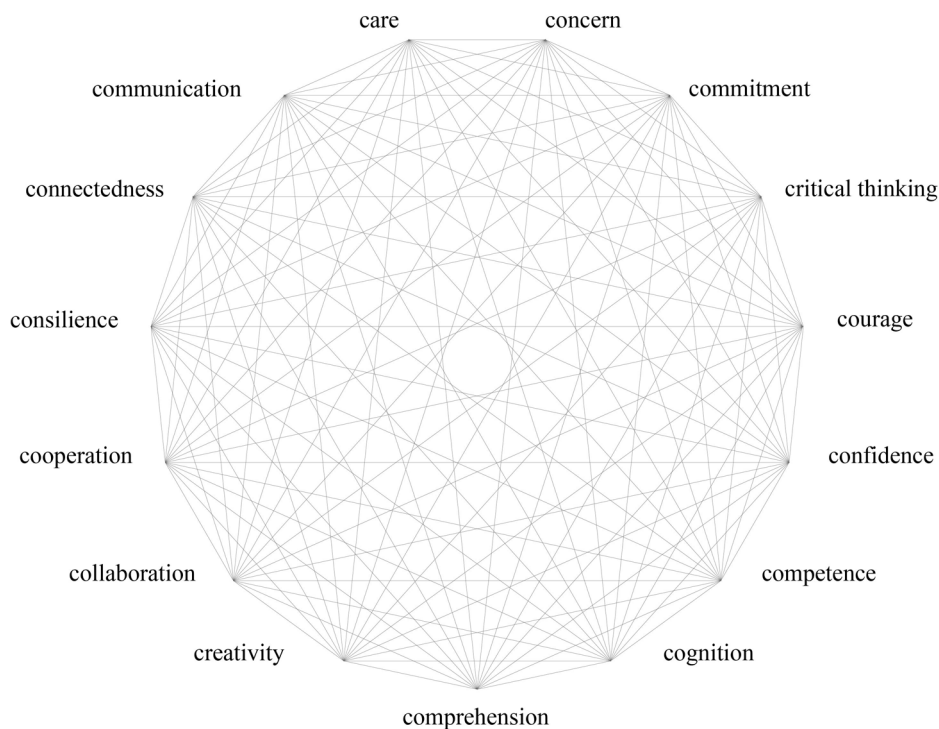 care
concern
communication
commitment
connectedness
critical thinking
consilience
courage
cooperation
confidence
collaboration
competence
creativity
cognition
comprehension